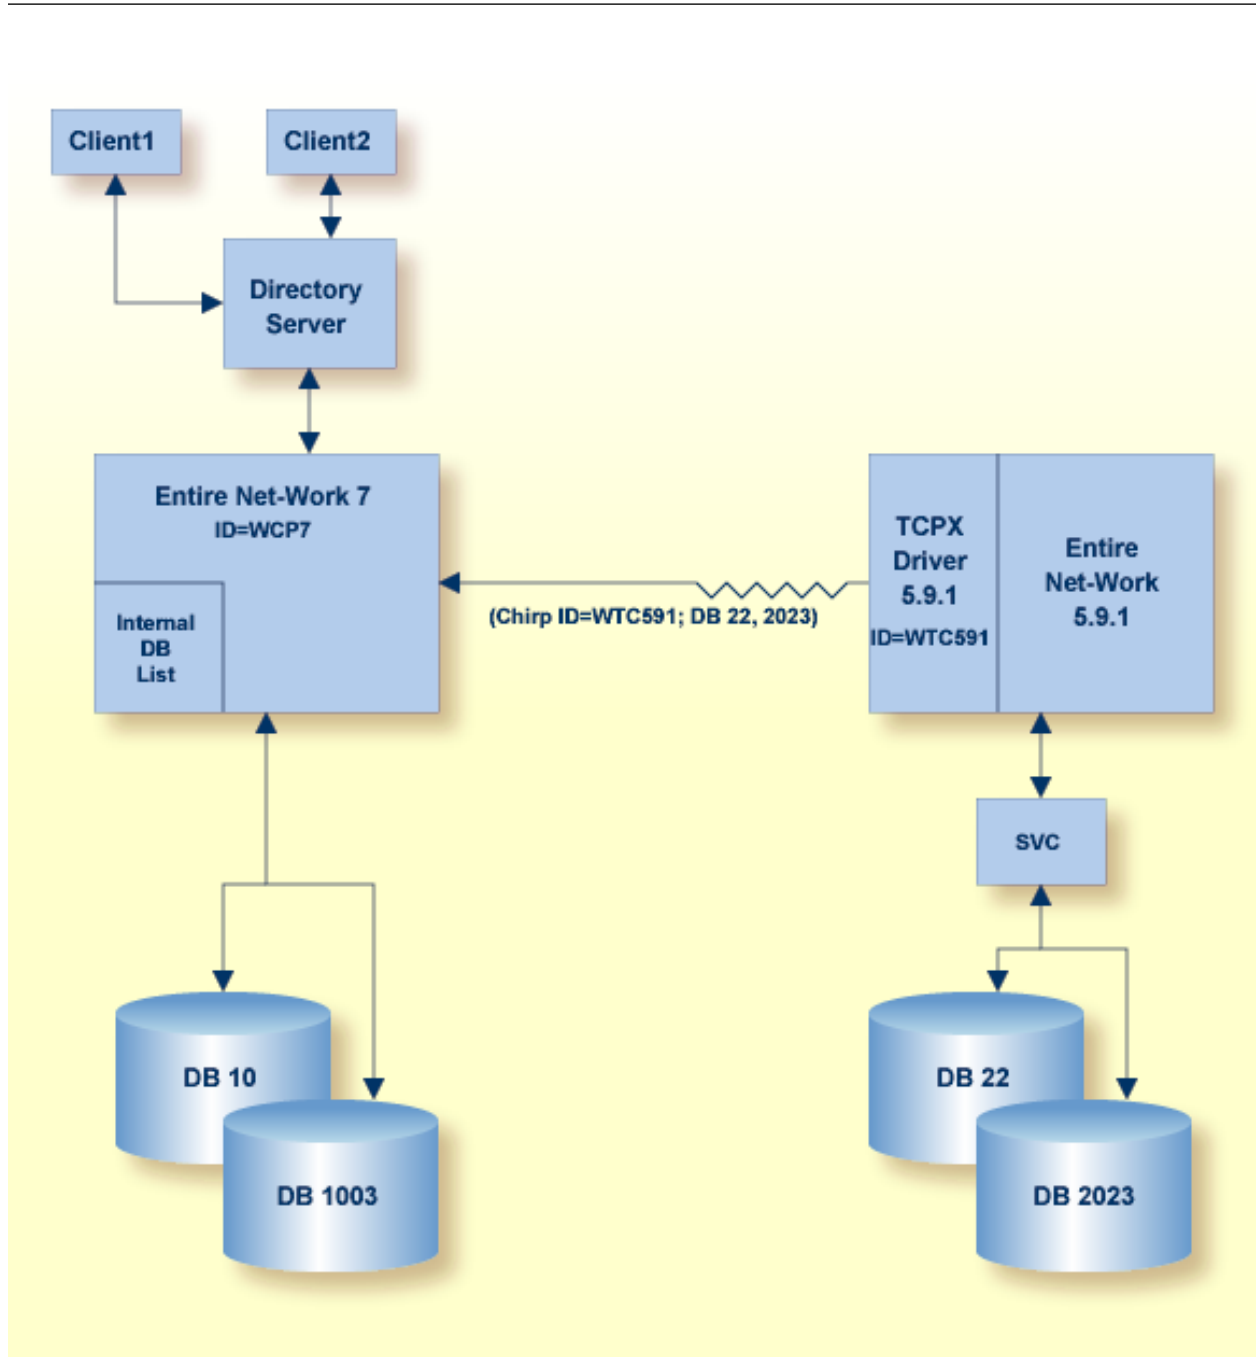 Client1
Client2
Directory
Server
Entire Net-Work 7
ID=WCP7
Internal
DB
List
(Chirp ID=WTC591; DB 22, 2023)
TCPX
Driver
5.9.1
ID=WTC591
Entire
Net-Work
5.9.1
SVC
DB 10
DB 1003
DB 22
DB 2023